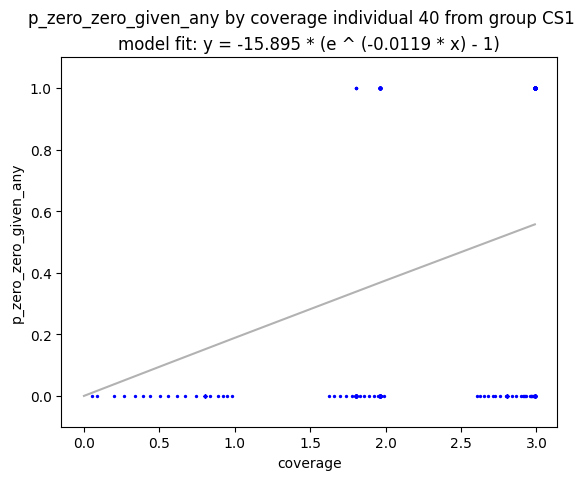 p_zero_zero_given_any by coverage individual 40 from group CS1
model fit: y = -15.895 * (e ^ (-0.0119 * x) - 1)
p_zero_zero_given_any
1.0
0.8
0.6
0.4
0.2
0.0
0.0 0.5 1.0 1.5 2.0 2.5 3.0
coverage